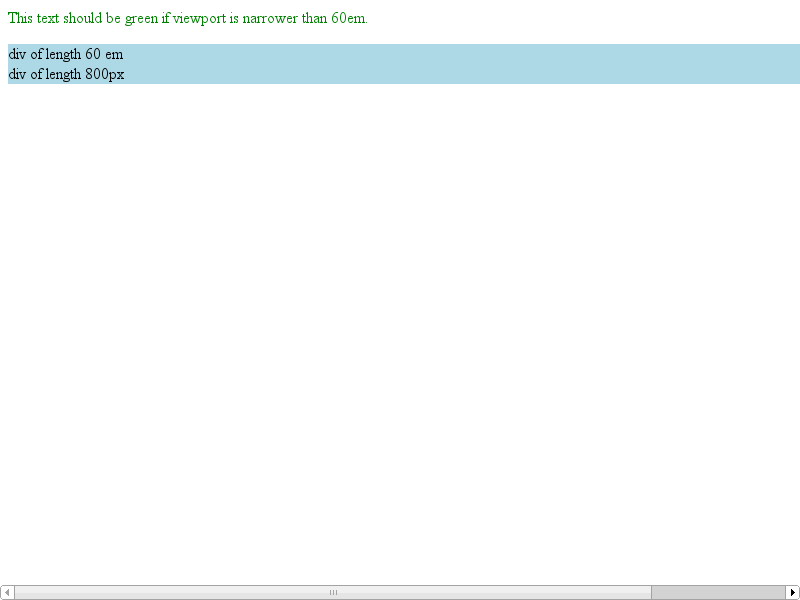 This text should be green if viewport is narrower than 60em.
div of length 60 em
div of length 800px